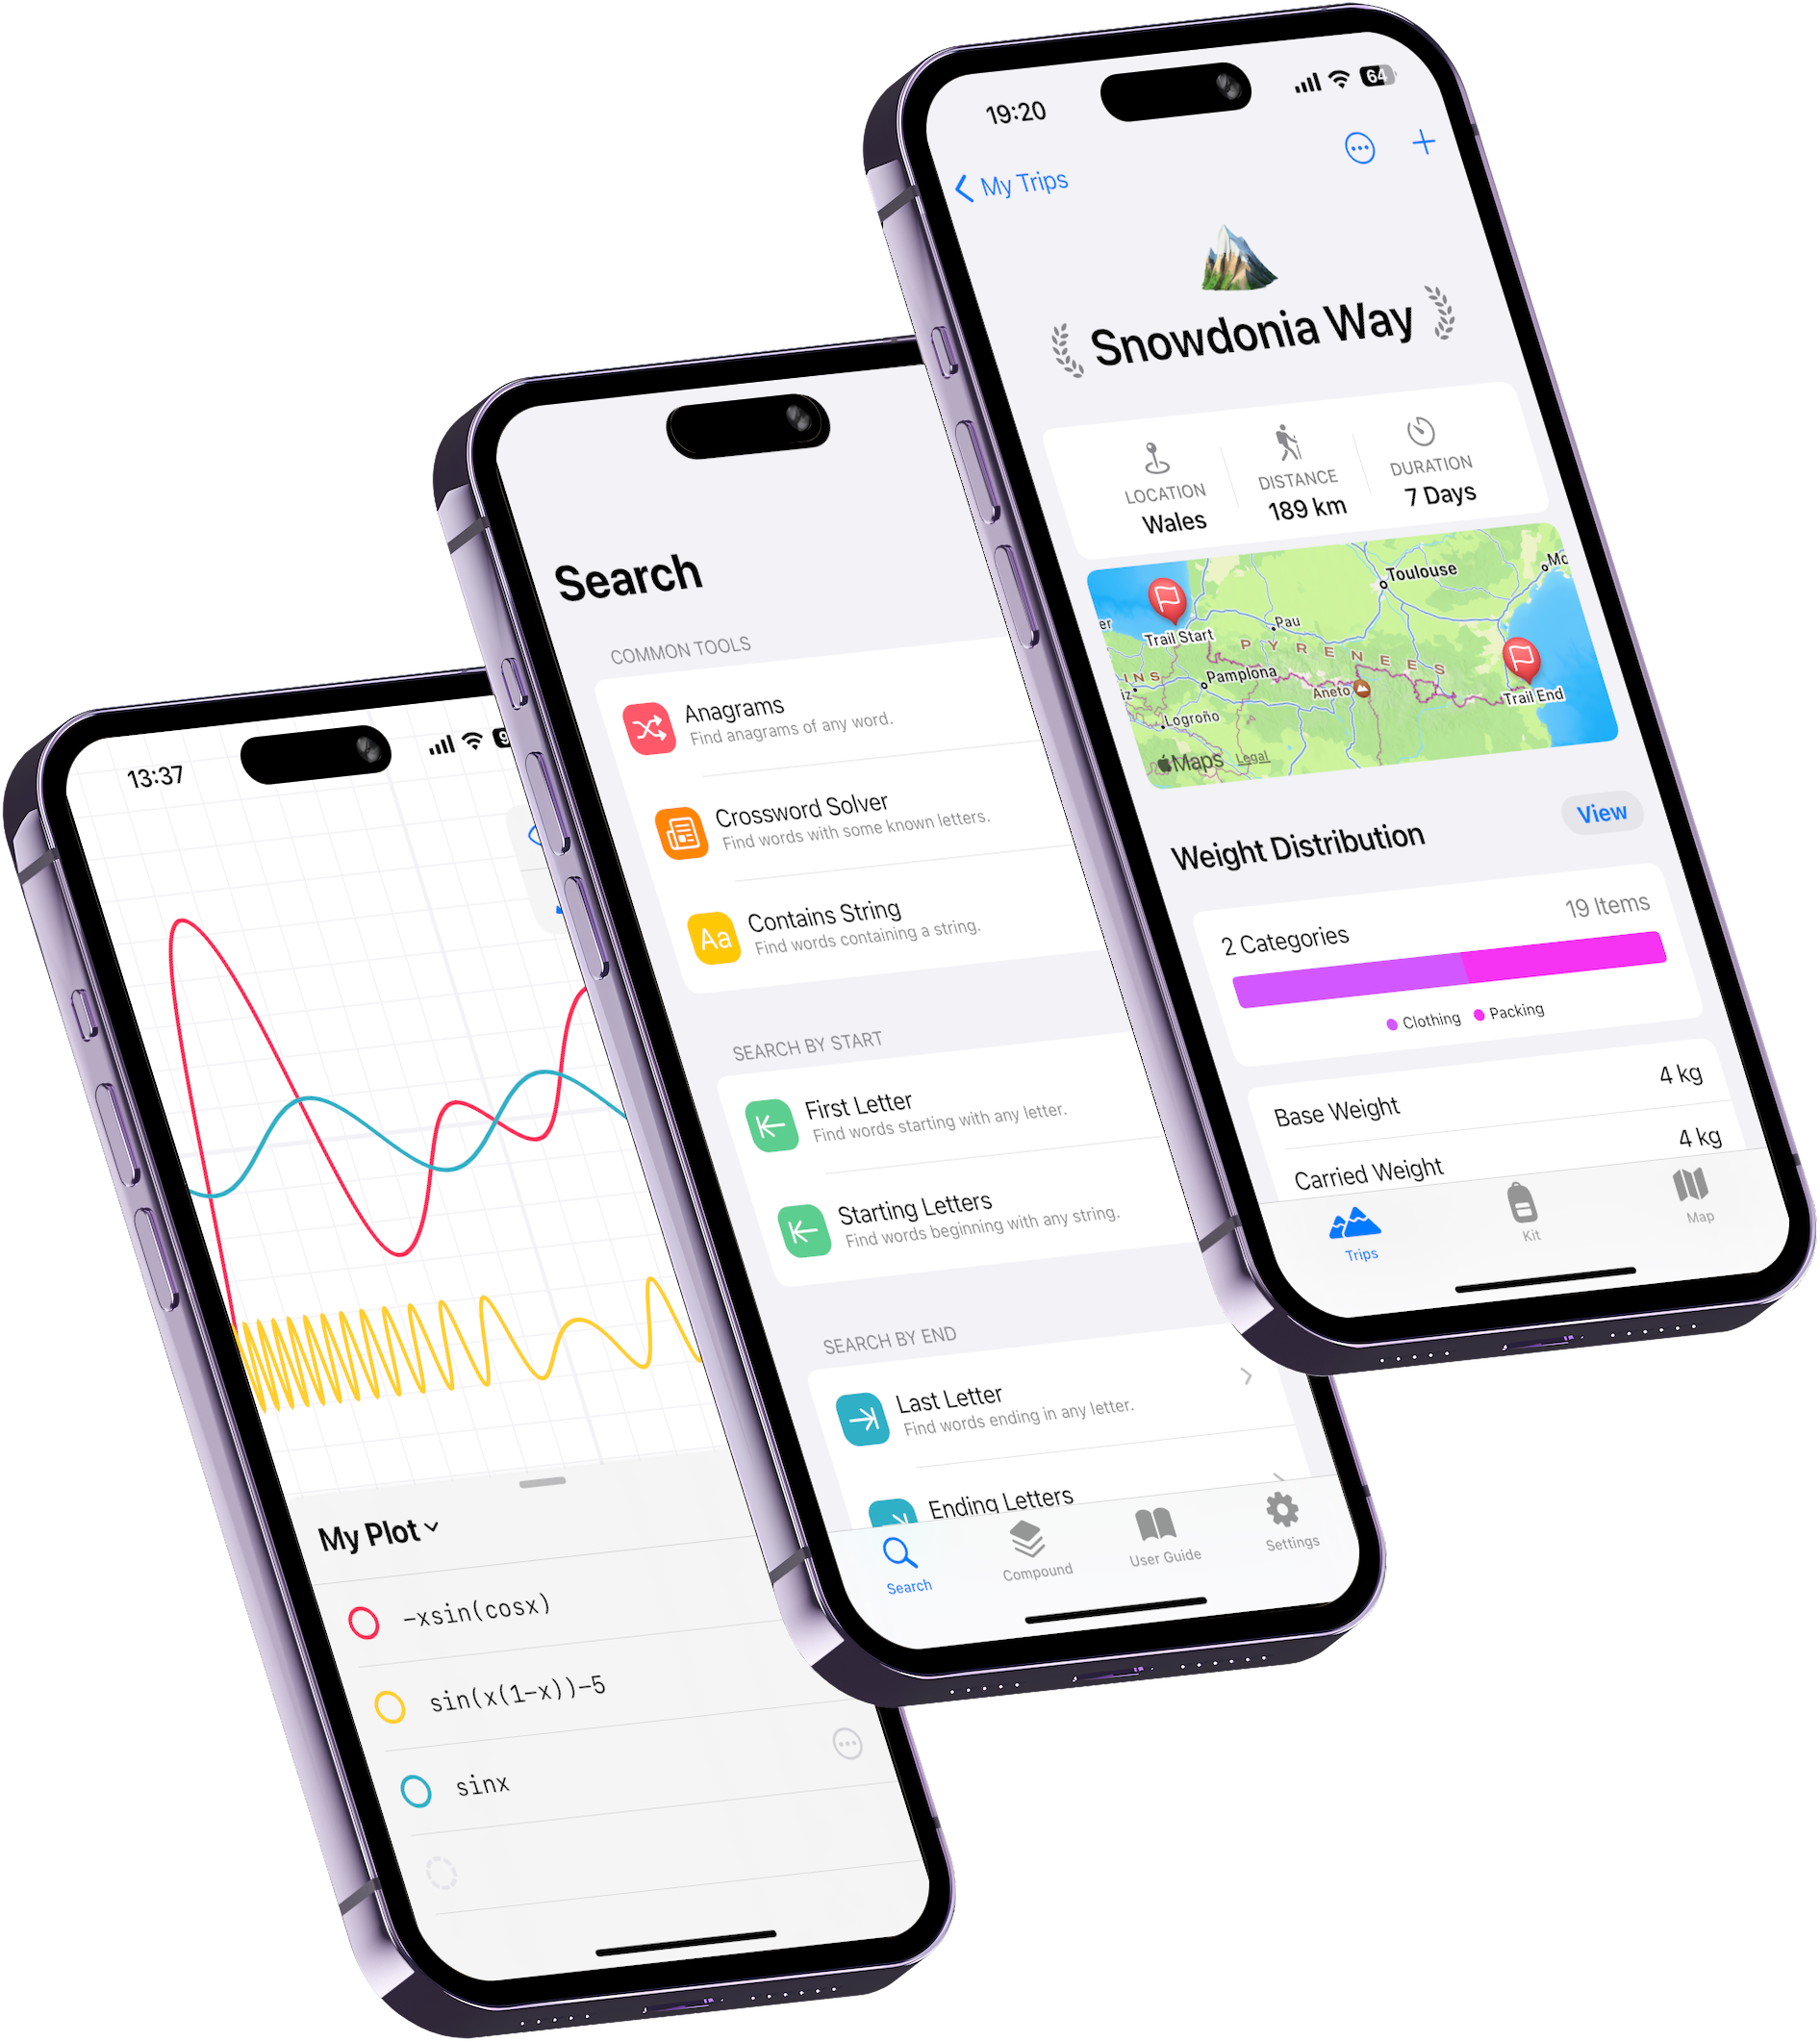 19:20
64
My Trips
Snowdonia Way
LOCATION
Wales
DISTANCE
189 km
DURATION
7 Days
Toulouse
Trail Start
Pau
PYRENEES
Pamplona
Aneto
Trail End
Logroño
Maps
Legal
Weight Distribution
View
2 Categories
19 Items
Clothing
Packing
Base Weight
4 kg
Carried Weight
4 kg
Trips
Kit
Map
Search
COMMON TOOLS
Anagrams
Find anagrams of any word.
Crossword Solver
Find words with some known letters.
Aa
Contains String
Find words containing a string.
SEARCH BY START
First Letter
Find words starting with any letter.
Starting Letters
Find words beginning with any string.
SEARCH BY END
Last Letter
Find words ending in any letter.
Ending Letters
Search
Compound
User Guide
Settings
13:37
My Plot
−xsin(cosx)
sin(x(1−x))−5
sinx